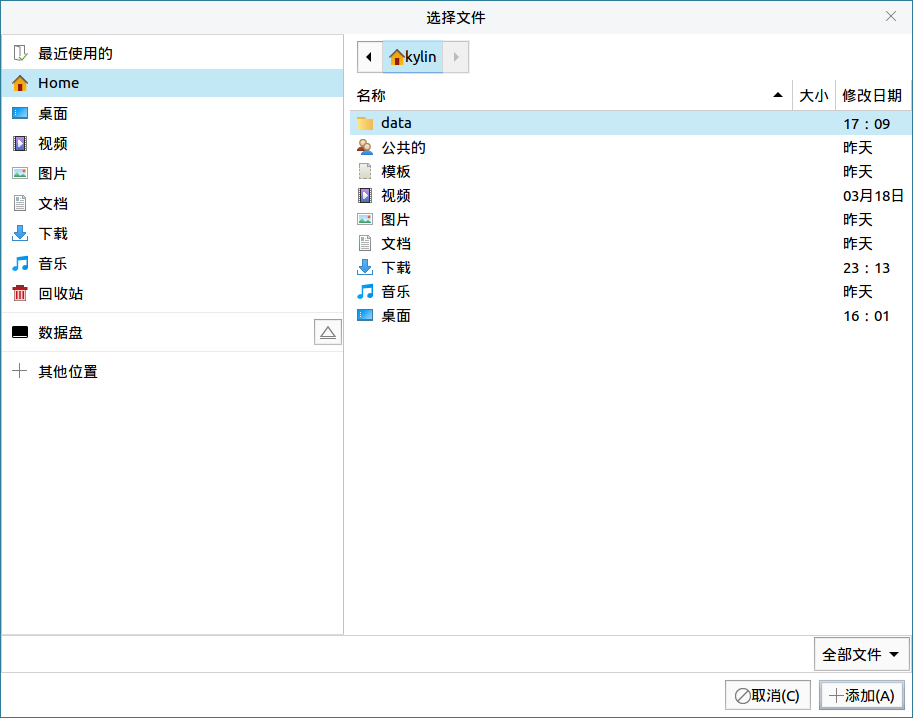 选择文件
最近使用的
Home
桌面
视频
图片
文档
下载
音乐
回收站
数据盘
其他位置
kylin
名称 大小 修改日期
data 17：09
公共的 昨天
模板 昨天
视频 03月18日
图片 昨天
文档 昨天
下载 23：13
音乐 昨天
桌面 16：01
全部文件
取消(C) 添加(A)